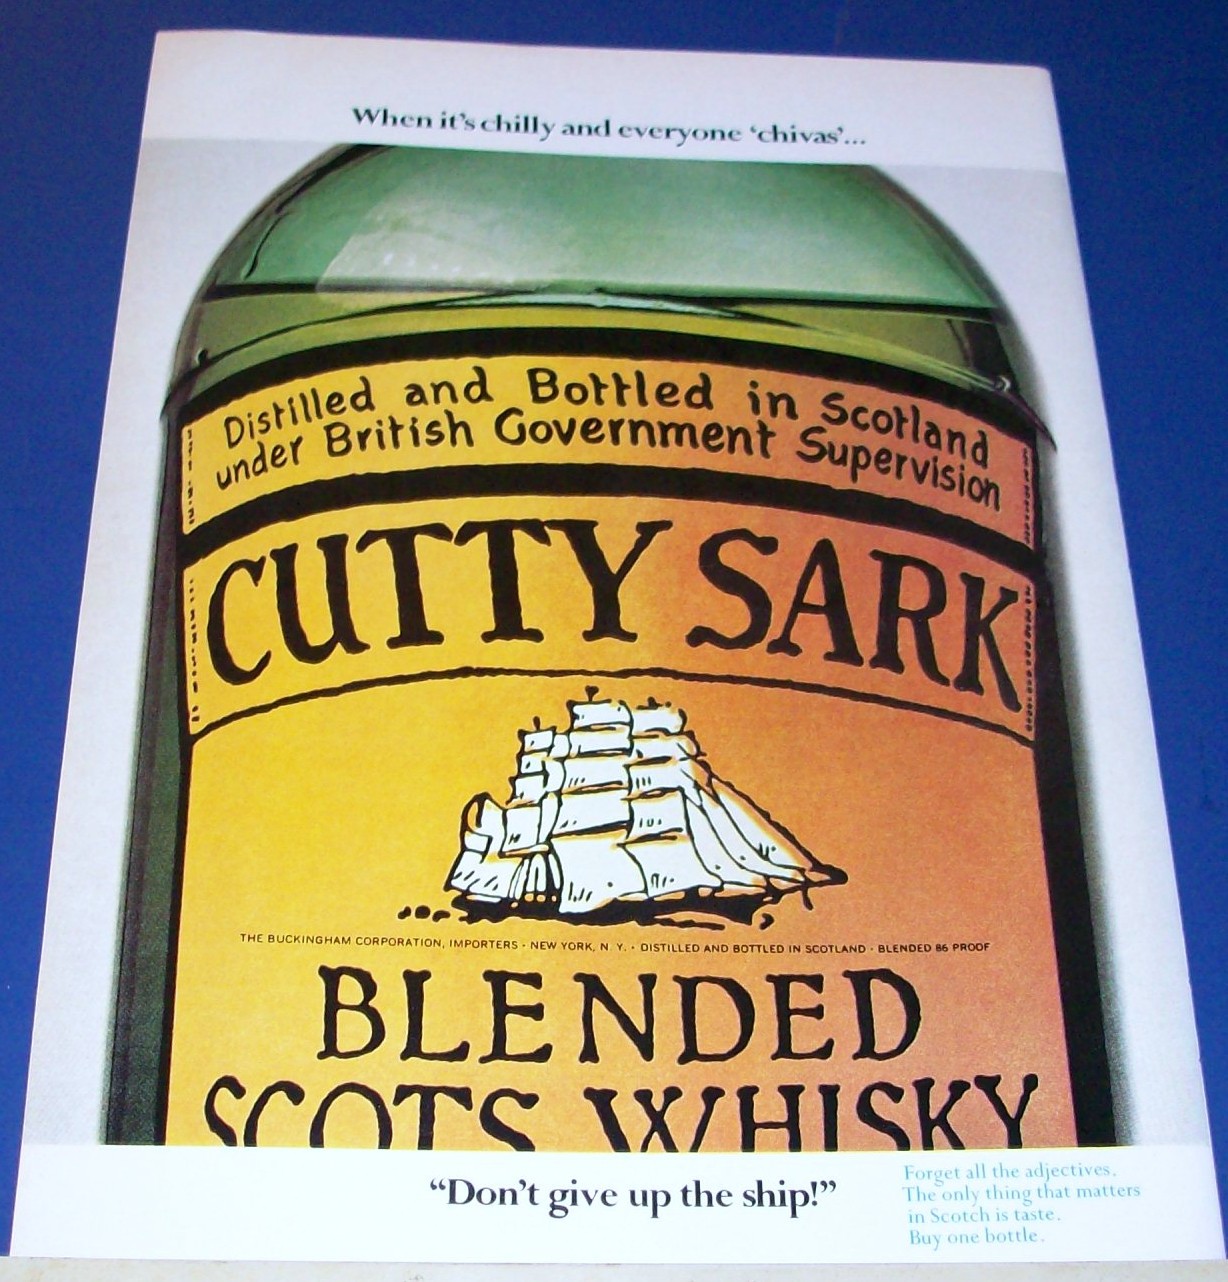 When it's chilly and everyone ‘chivas’...
Distilled and Bottled in Scotland
under British Government Supervision
CUTTY SARK
THE BUCKINGHAM CORPORATION, IMPORTERS · NEW YORK, N. Y. · DISTILLED AND BOTTLED IN SCOTLAND · BLENDED 86 PROOF
BLENDED
SCOTS WHISKY
“Don't give up the ship!”
Forget all the adjectives.
The only thing that matters
in Scotch is taste.
Buy one bottle.